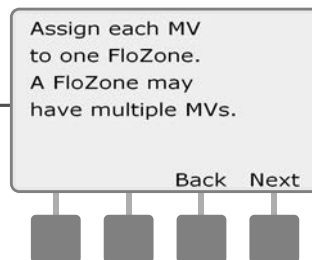 Assign each MV
to one FloZone.
A FloZone may
have multiple MVs.
Back Next